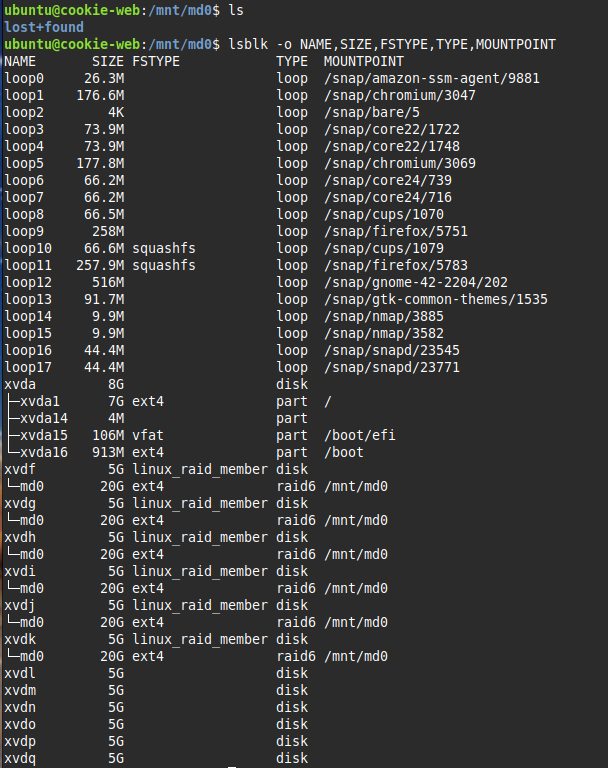 ubuntu@cookie-web:/mnt/md0$ ls
lost+found
ubuntu@cookie-web:/mnt/md0$ lsblk -o NAME,SIZE,FSTYPE,TYPE,MOUNTPOINT
NAME       SIZE FSTYPE            TYPE  MOUNTPOINT
loop0     26.3M                   loop  /snap/amazon-ssm-agent/9881
loop1    176.6M                   loop  /snap/chromium/3047
loop2        4K                   loop  /snap/bare/5
loop3     73.9M                   loop  /snap/core22/1722
loop4     73.9M                   loop  /snap/core22/1748
loop5    177.8M                   loop  /snap/chromium/3069
loop6     66.2M                   loop  /snap/core24/739
loop7     66.2M                   loop  /snap/core24/716
loop8     66.5M                   loop  /snap/cups/1070
loop9      258M                   loop  /snap/firefox/5751
loop10    66.6M squashfs          loop  /snap/cups/1079
loop11   257.9M squashfs          loop  /snap/firefox/5783
loop12     516M                   loop  /snap/gnome-42-2204/202
loop13    91.7M                   loop  /snap/gtk-common-themes/1535
loop14     9.9M                   loop  /snap/nmap/3885
loop15     9.9M                   loop  /snap/nmap/3582
loop16    44.4M                   loop  /snap/snapd/23545
loop17    44.4M                   loop  /snap/snapd/23771
xvda         8G                   disk
├─xvda1      7G ext4              part  /
├─xvda14     4M                   part
├─xvda15   106M vfat              part  /boot/efi
└─xvda16   913M ext4              part  /boot
xvdf         5G linux_raid_member disk
└─md0       20G ext4              raid6 /mnt/md0
xvdg         5G linux_raid_member disk
└─md0       20G ext4              raid6 /mnt/md0
xvdh         5G linux_raid_member disk
└─md0       20G ext4              raid6 /mnt/md0
xvdi         5G linux_raid_member disk
└─md0       20G ext4              raid6 /mnt/md0
xvdj         5G linux_raid_member disk
└─md0       20G ext4              raid6 /mnt/md0
xvdk         5G linux_raid_member disk
└─md0       20G ext4              raid6 /mnt/md0
xvdl         5G                   disk
xvdm         5G                   disk
xvdn         5G                   disk
xvdo         5G                   disk
xvdp         5G                   disk
xvdq         5G                   disk